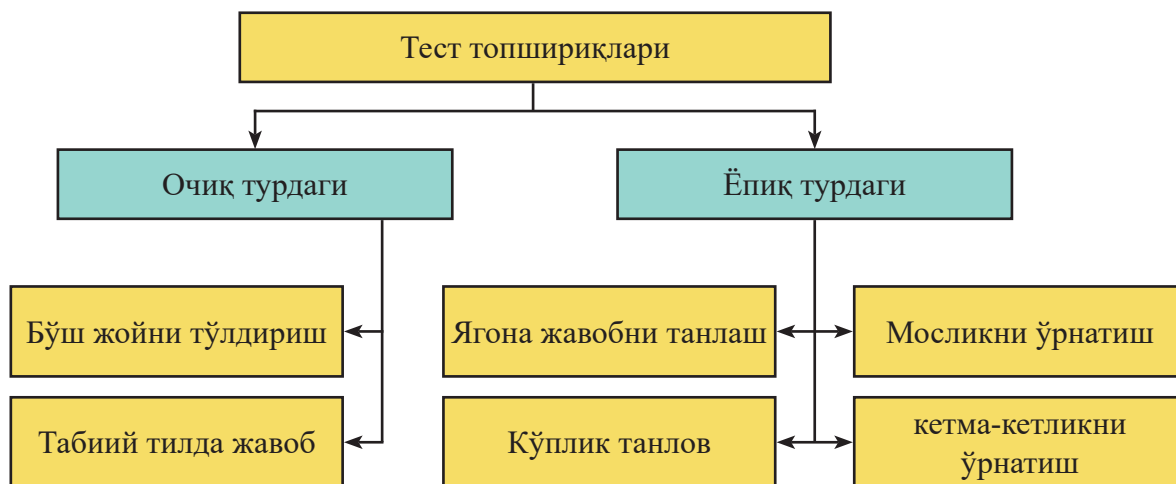 Тест топшириқлари
Очиқ турдаги
Ёпиқ турдаги
Бўш жойни тўлдириш
Ягона жавобни танлаш
Мосликни ўрнатиш
Табиий тилда жавоб
Кўплик танлов
кетма-кетликни
ўрнатиш